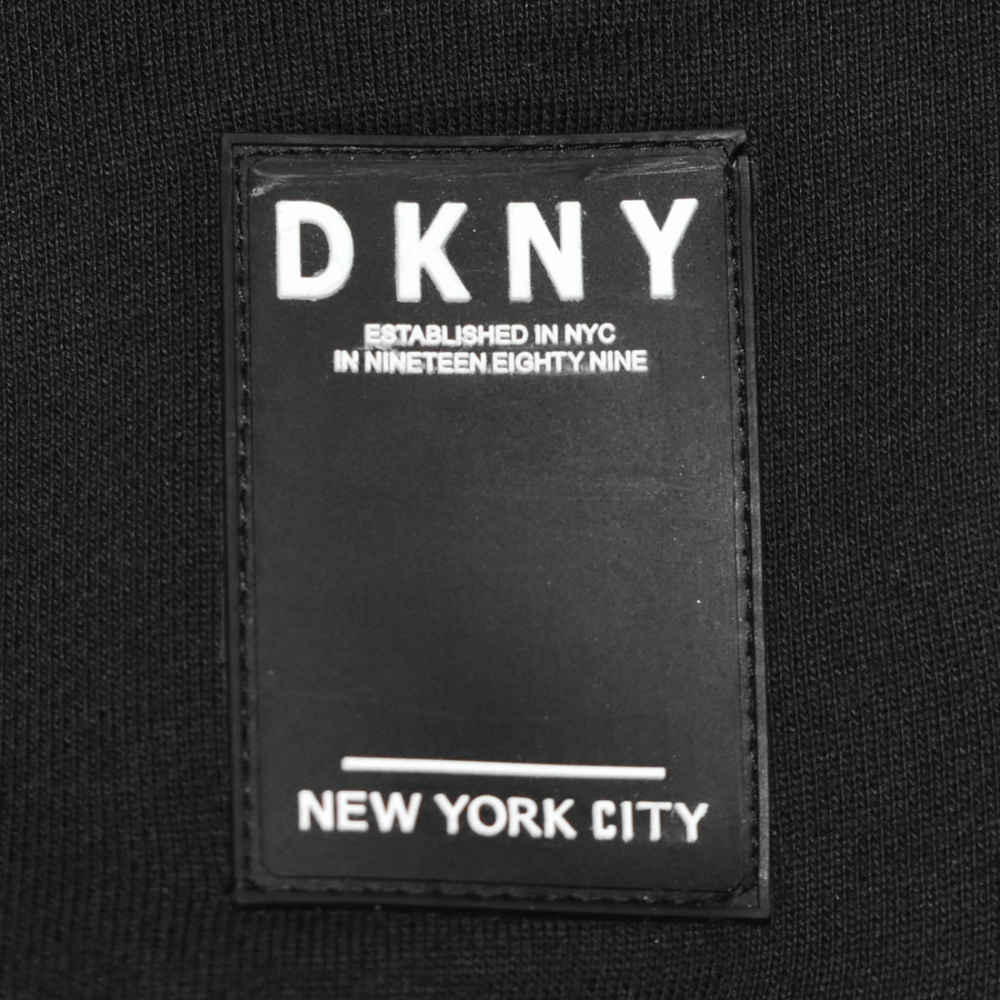 DKNY
ESTABLISHED IN NYC
IN NINETEEN EIGHTY NINE
NEW YORK CITY